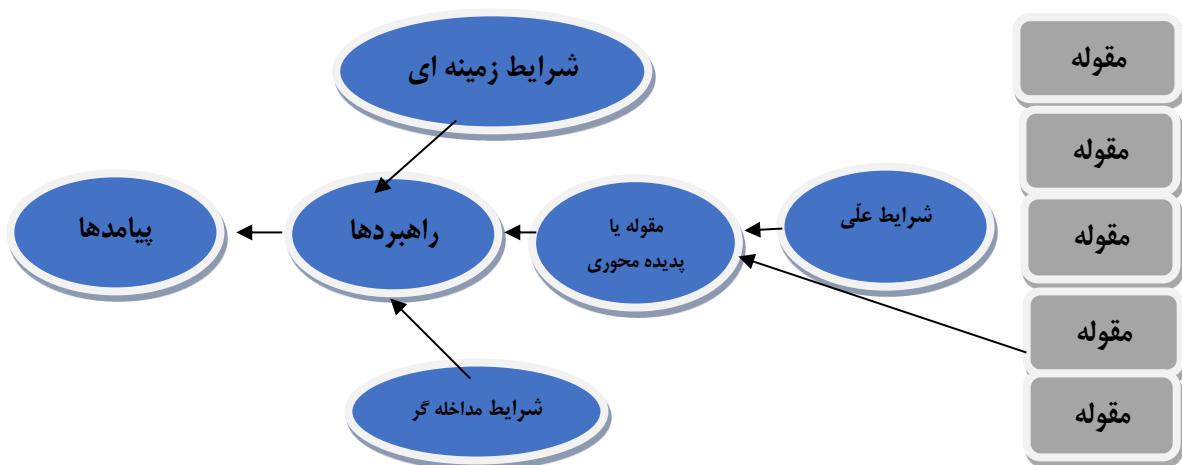 مقوله
مقوله
مقوله
مقوله
مقوله
شرایط زمینه ای
شرایط علّی
مقوله یا
پدیده محوری
راهبردها
پیامدها
شرایط مداخله گر